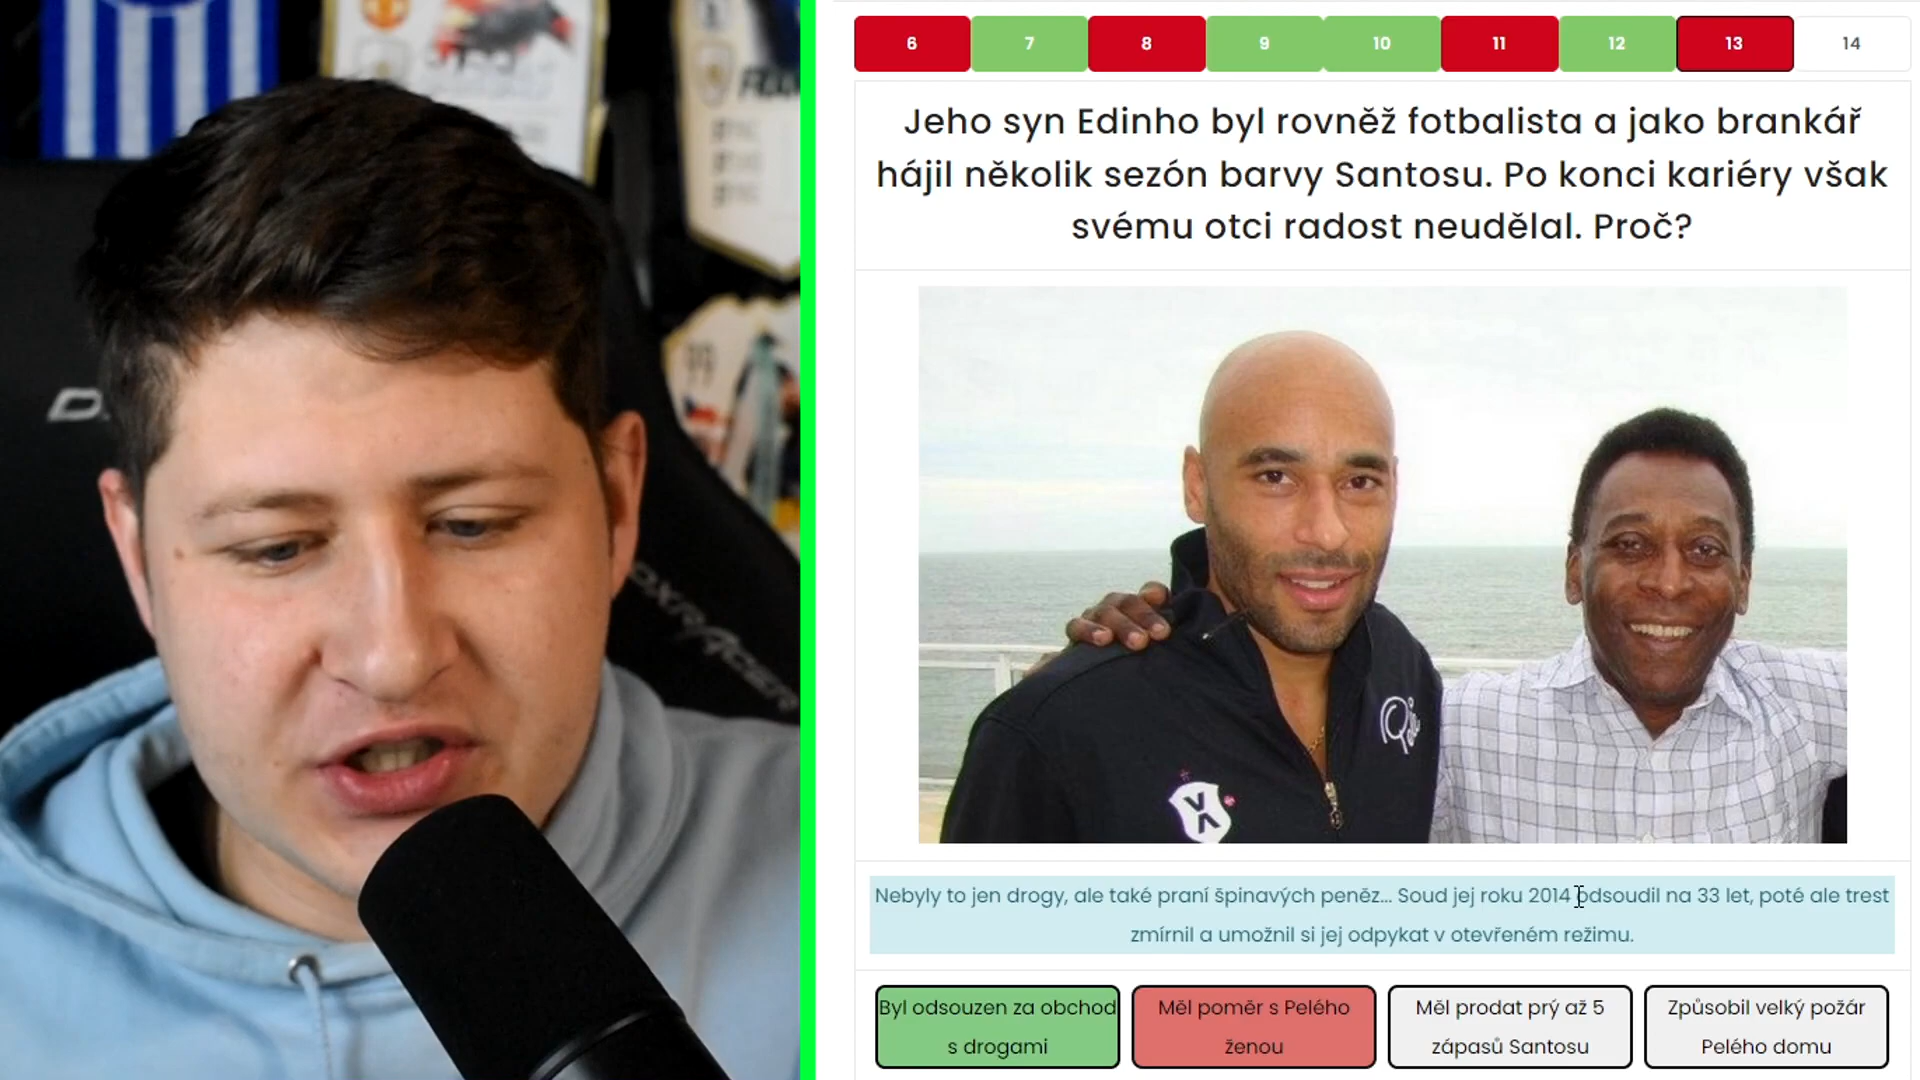 6 7 8 9 10 11 12 13 14
Jeho syn Edinho byl rovněž fotbalista a jako brankář
hájil několik sezón barvy Santosu. Po konci kariéry však
svému otci radost neudělal. Proč?
Nebyly to jen drogy, ale také praní špinavých peněz... Soud jej roku 2014 odsoudil na 33 let, poté ale trest
zmírnil a umožnil si jej odpykat v otevřeném režimu.
Byl odsouzen za obchod
s drogami
Měl poměr s Pelého
ženou
Měl prodat prý až 5
zápasů Santosu
Způsobil velký požár
Pelého domu